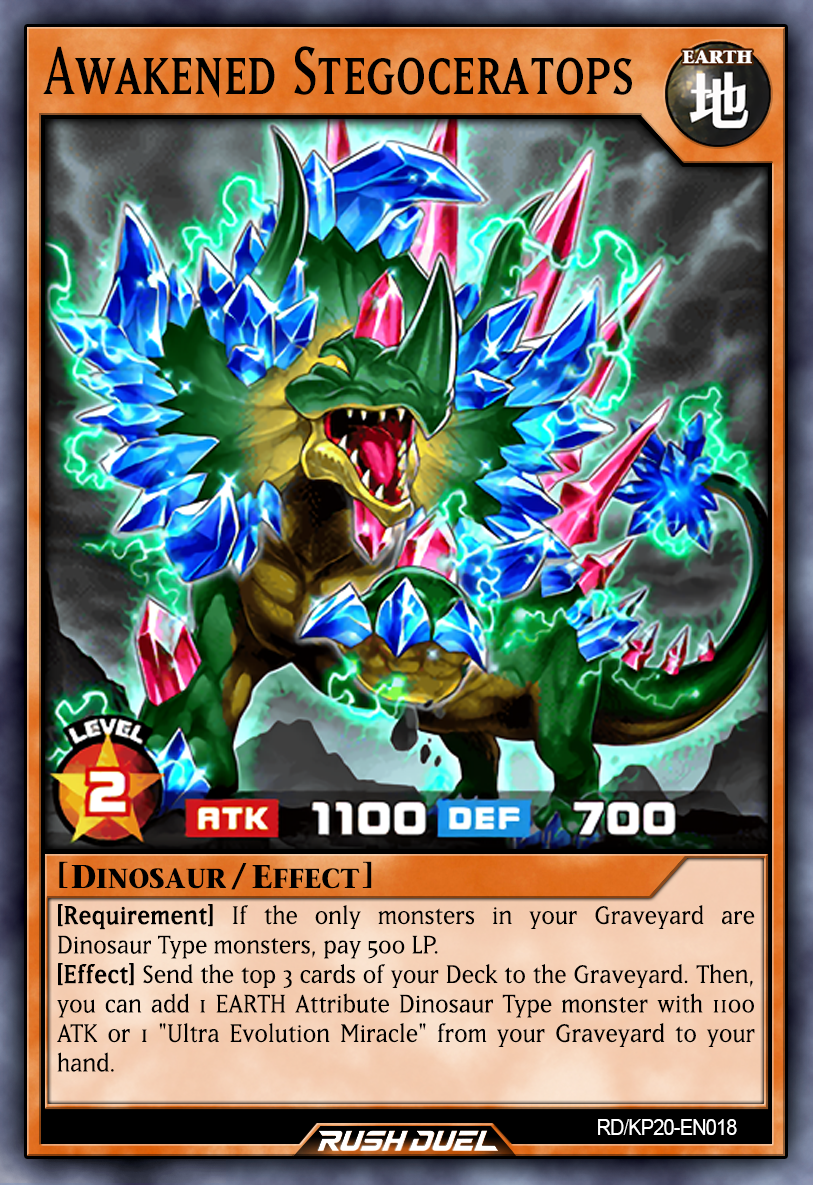 Awakened Stegoceratops
EARTH
地
LEVEL
2
ATK 1100 DEF 700
[Dinosaur / Effect]
[Requirement] If the only monsters in your Graveyard are
Dinosaur Type monsters, pay 500 LP.
[Effect] Send the top 3 cards of your Deck to the Graveyard. Then,
you can add 1 EARTH Attribute Dinosaur Type monster with 1100
ATK or 1 "Ultra Evolution Miracle" from your Graveyard to your
hand.
RD/KP20-EN018
RUSH DUEL